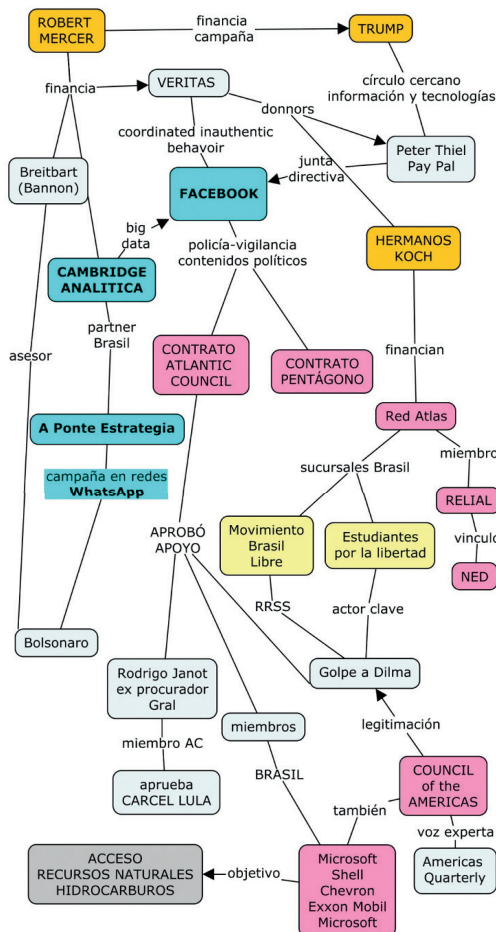 ROBERT
MERCER
financia
campaña
TRUMP
financia
VERITAS
círculo cercano
información y tecnologías
donnors
coordinated inauthentic
behavoir
Peter Thiel
Pay Pal
Breitbart
(Bannon)
junta
directiva
FACEBOOK
big
data
HERMANOS
KOCH
policía-vigilancia
contenidos políticos
CAMBRIDGE
ANALITICA
partner
Brasil
asesor
CONTRATO
ATLANTIC
COUNCIL
CONTRATO
PENTÁGONO
financian
Red Atlas
A Ponte Estrategia
campaña en redes
WhatsApp
sucursales Brasil
miembro
RELIAL
vinculo
NED
APROBÓ
APOYO
Movimiento
Brasil
Libre
Estudiantes
por la libertad
RRSS
actor clave
Bolsonaro
Rodrigo Janot
ex procurador
Gral
Golpe a Dilma
miembros
legitimación
miembro AC
BRASIL
aprueba
CARCEL LULA
COUNCIL
of the
AMERICAS
también
voz experta
ACCESO
RECURSOS NATURALES
HIDROCARBUROS
objetivo
Microsoft
Shell
Chevron
Exxon Mobil
Microsoft
Americas
Quarterly